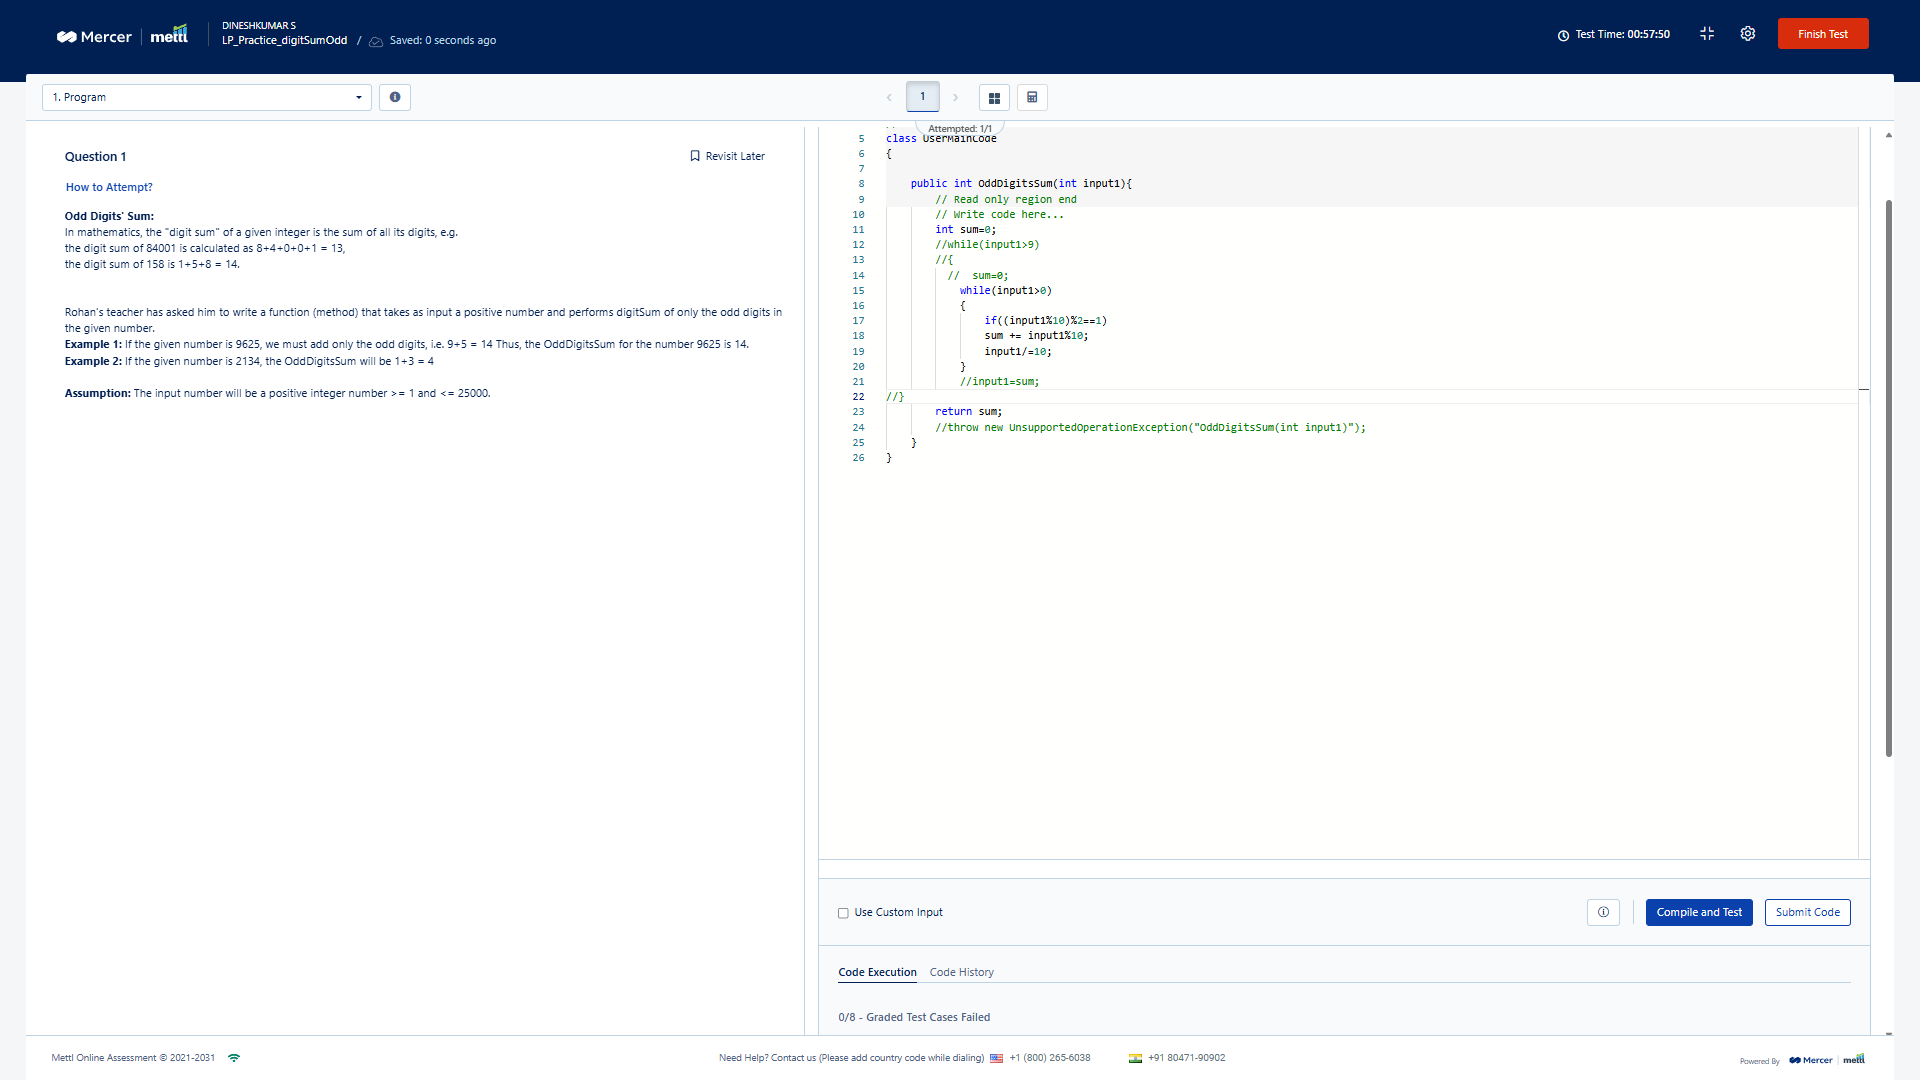 Mercer | mettl
DINESHKUMAR S
LP_Practice_digitSumOdd / Saved: 0 seconds ago
Test Time: 00:57:50
Finish Test
1. Program
1
Attempted: 1/1
Question 1
Revisit Later
How to Attempt?
Odd Digits' Sum:
In mathematics, the "digit sum" of a given integer is the sum of all its digits, e.g.
the digit sum of 84001 is calculated as 8+4+0+0+1 = 13,
the digit sum of 158 is 1+5+8 = 14.
Rohan's teacher has asked him to write a function (method) that takes as input a positive number and performs digitSum of only the odd digits in
the given number.
Example 1: If the given number is 9625, we must add only the odd digits, i.e. 9+5 = 14 Thus, the OddDigitsSum for the number 9625 is 14.
Example 2: If the given number is 2134, the OddDigitsSum will be 1+3 = 4
Assumption: The input number will be a positive integer number >= 1 and <= 25000.
5 class UserMainCode
6 {
7
8 public int OddDigitsSum(int input1){
9 // Read only region end
10 // Write code here...
11 int sum=0;
12 //while(input1>9)
13 //{
14 //  sum=0;
15 while(input1>0)
16 {
17 if((input1%10)%2==1)
18 sum += input1%10;
19 input1/=10;
20 }
21 //input1=sum;
22 //}
23 return sum;
24 //throw new UnsupportedOperationException("OddDigitsSum(int input1)");
25 }
26 }
Use Custom Input
Compile and Test
Submit Code
Code Execution
Code History
0/8 - Graded Test Cases Failed
Mettl Online Assessment © 2021-2031
Need Help? Contact us (Please add country code while dialing) +1 (800) 265-6038 +91 80471-90902
Powered By Mercer | mettl